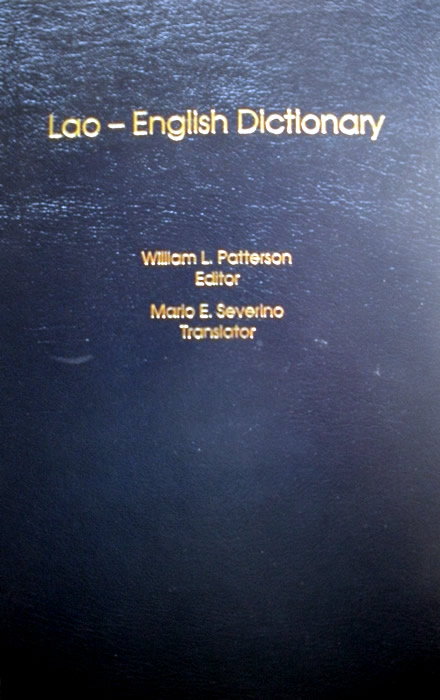 Lao – English Dictionary
William L. Patterson
Editor
Mario E. Severino
Translator